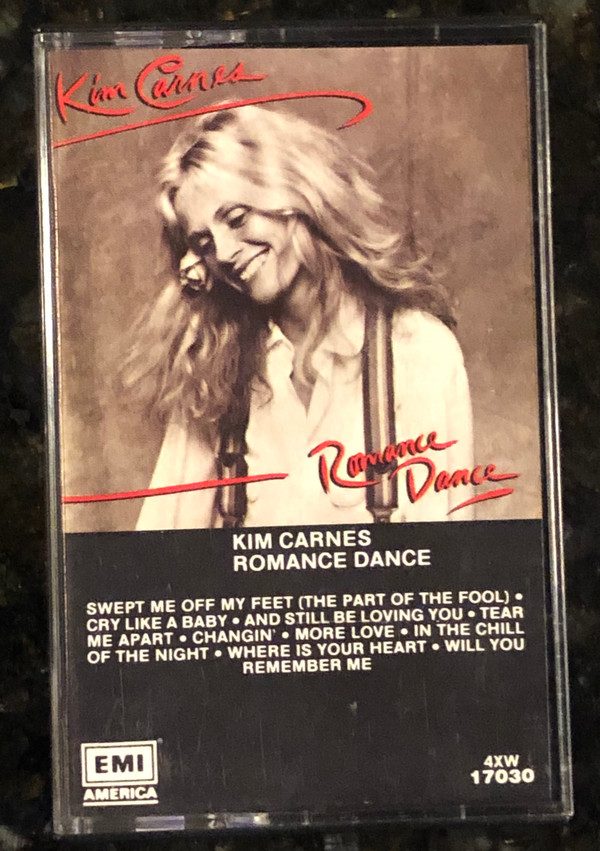 Kim Carnes
Romance
Dance
KIM CARNES
ROMANCE DANCE
SWEPT ME OFF MY FEET (THE PART OF THE FOOL) •
CRY LIKE A BABY • AND STILL BE LOVING YOU • TEAR
ME APART • CHANGIN' • MORE LOVE • IN THE CHILL
OF THE NIGHT • WHERE IS YOUR HEART • WILL YOU
REMEMBER ME
EMI
AMERICA
4XW
17030